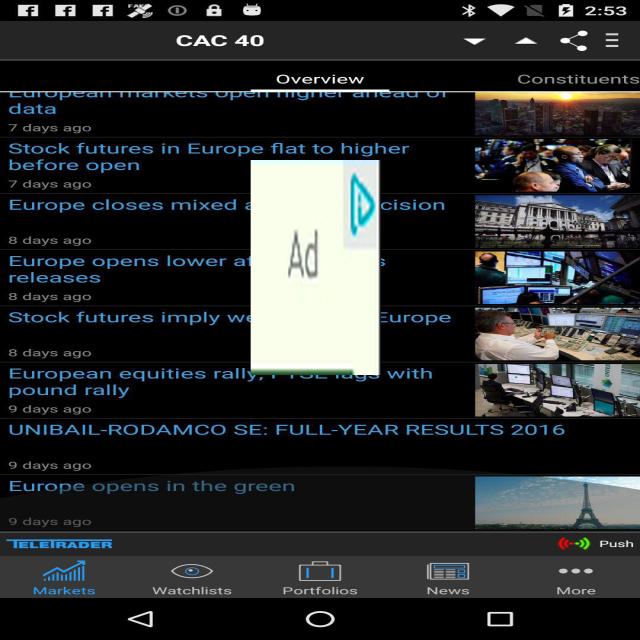 2:53
CAC 40
Overview
Constituents
European markets open higher ahead of
data
7 days ago
Stock futures in Europe flat to higher
before open
7 days ago
Europe closes mixed a cision
8 days ago
Europe opens lower af s
releases
8 days ago
Stock futures imply we Europe
8 days ago
European equities rally, FTSE lags with
pound rally
9 days ago
UNIBAIL-RODAMCO SE: FULL-YEAR RESULTS 2016
9 days ago
Europe opens in the green
9 days ago
Ad
TELETRADER
Push
Markets
Watchlists
Portfolios
News
More